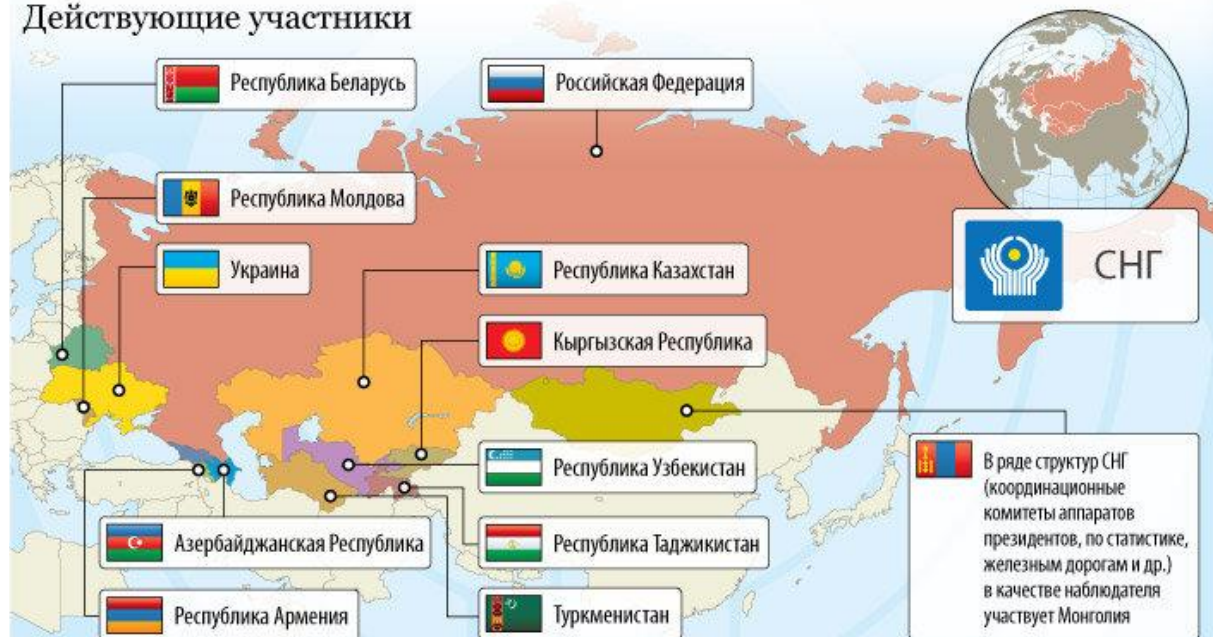 Действующие участники
Республика Беларусь
Российская Федерация
Республика Молдова
Украина
Республика Казахстан
СНГ
Кыргызская Республика
Республика Узбекистан
В ряде структур СНГ
(координационные
комитеты аппаратов
президентов, по статистике,
железным дорогам и др.)
в качестве наблюдателя
участвует Монголия
Азербайджанская Республика
Республика Таджикистан
Республика Армения
Туркменистан